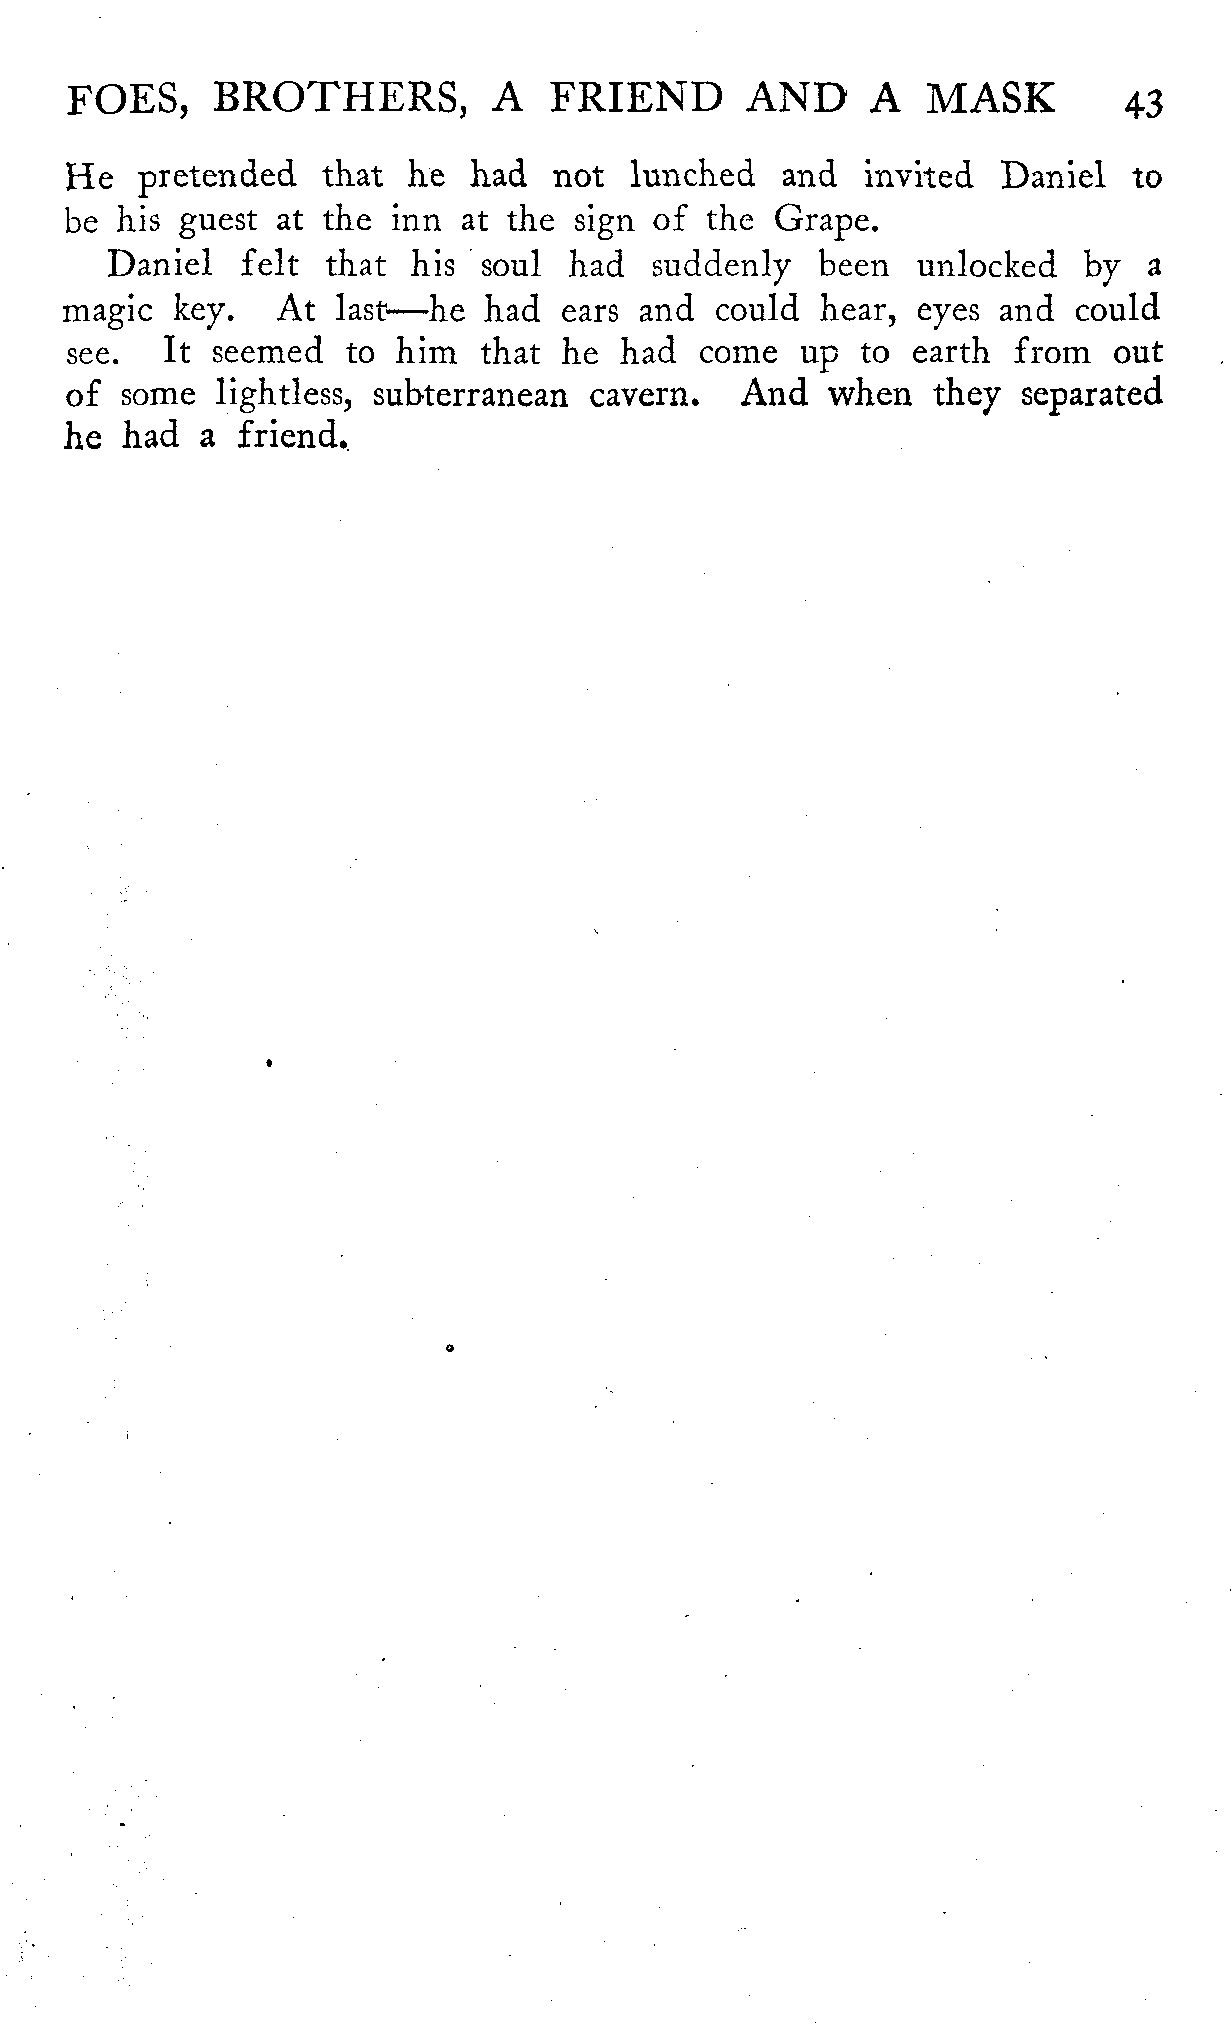 FOES, BROTHERS, A FRIEND AND A MASK 43
He pretended that he had not lunched and invited Daniel to
be his guest at the inn at the sign of the Grape.
Daniel felt that his soul had suddenly been unlocked by a
magic key. At last—he had ears and could hear, eyes and could
see. It seemed to him that he had come up to earth from out
of some lightless, subterranean cavern. And when they separated
he had a friend.